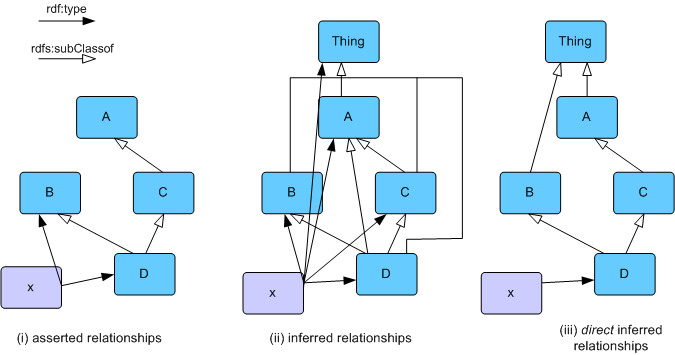 rdf:type
rdfs:subClassof
A
B
C
D
x
(i) asserted relationships
Thing
A
B
C
D
x
(ii) inferred relationships
Thing
A
B
C
D
x
(iii) direct inferred
relationships